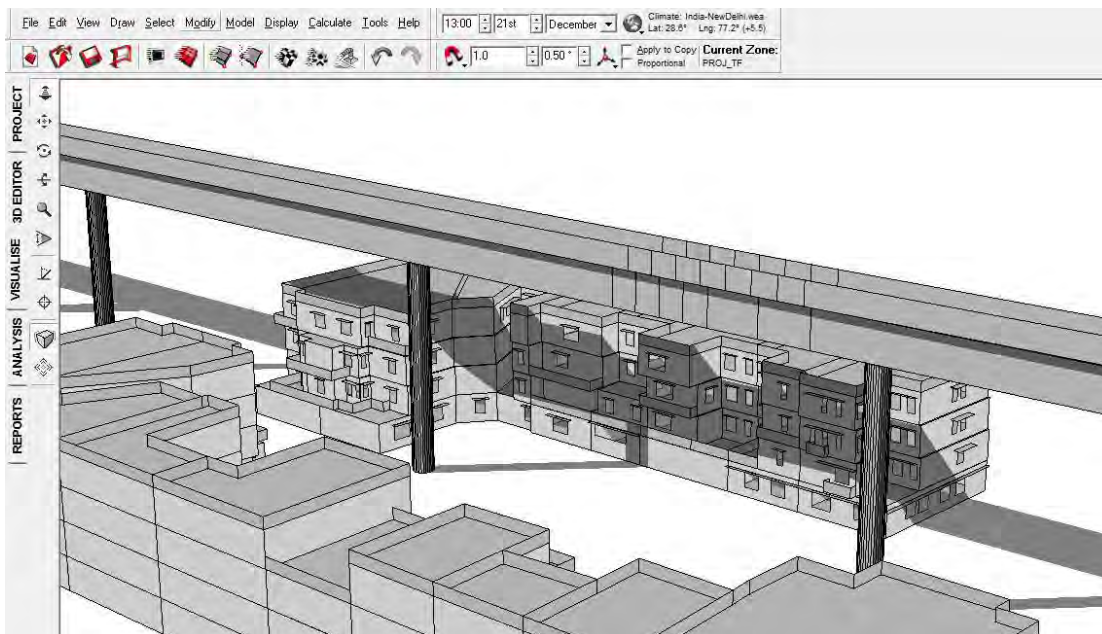 File Edit View Draw Select Modify Model Display Calculate Tools Help
13:00 21st December Climate: India-NewDelhi.wea
Lat: 28.6° Lng: 77.2° (+5.5)
1.0 0.50 ° Apply to Copy Current Zone:
Proportional PROJ_TF
PROJECT
3D EDITOR
VISUALISE
ANALYSIS
REPORTS